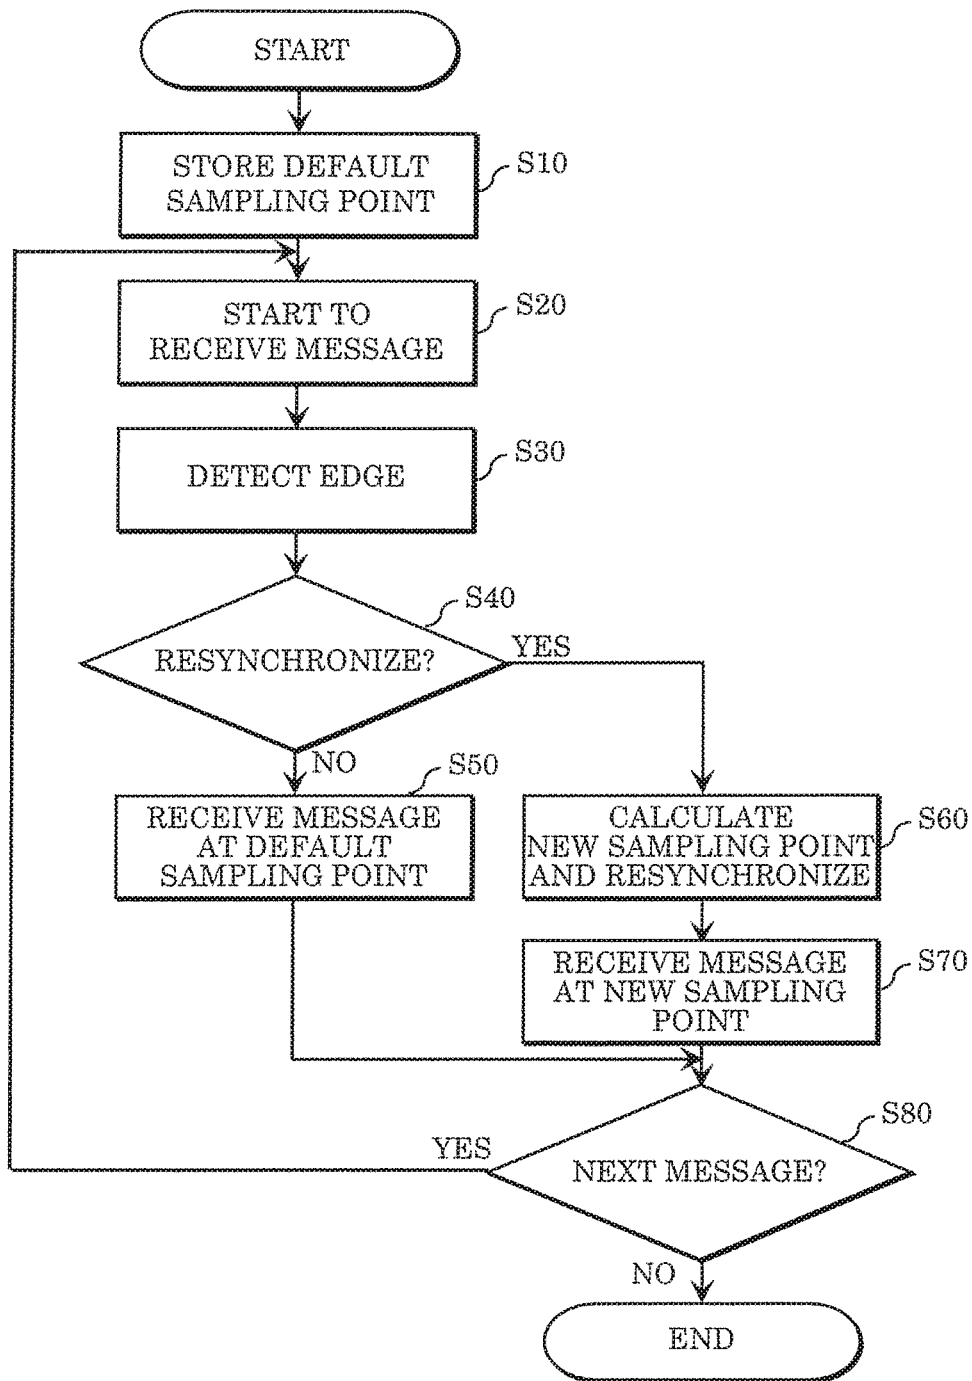 START
STORE DEFAULT
SAMPLING POINT
S10
START TO
RECEIVE MESSAGE
S20
DETECT EDGE
S30
RESYNCHRONIZE?
S40
YES
NO
RECEIVE MESSAGE
AT DEFAULT
SAMPLING POINT
S50
CALCULATE
NEW SAMPLING POINT
AND RESYNCHRONIZE
S60
RECEIVE MESSAGE
AT NEW SAMPLING
POINT
S70
NEXT MESSAGE?
S80
YES
NO
END